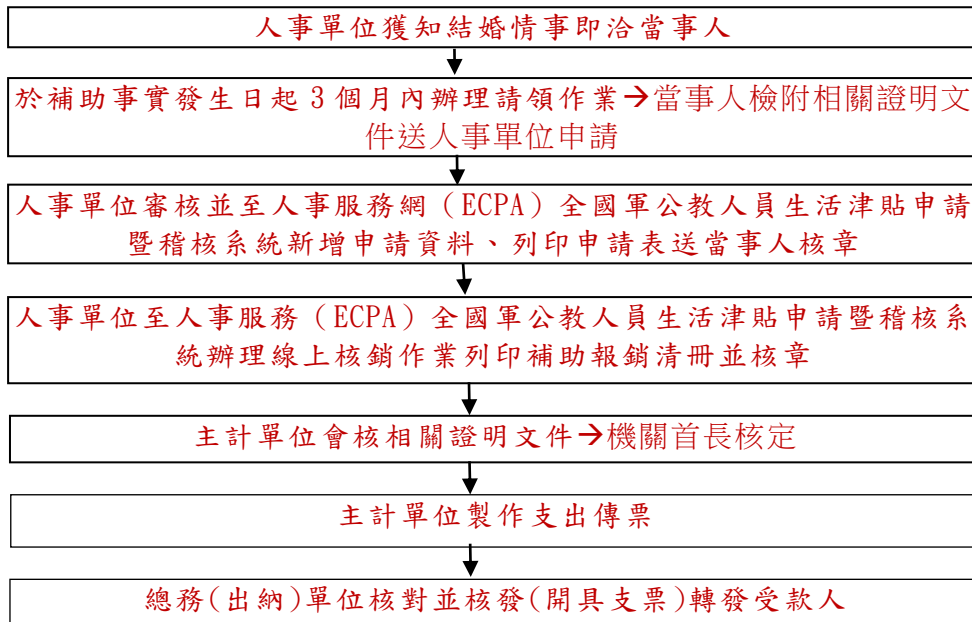 人事單位獲知結婚情事即洽當事人
於補助事實發生日起 3 個月內辦理請領作業→當事人檢附相關證明文
件送人事單位申請
人事單位審核並至人事服務網（ECPA）全國軍公教人員生活津貼申請
暨稽核系統新增申請資料、列印申請表送當事人核章
人事單位至人事服務（ECPA）全國軍公教人員生活津貼申請暨稽核系
統辦理線上核銷作業列印補助報銷清冊並核章
主計單位會核相關證明文件→機關首長核定
主計單位製作支出傳票
總務(出納)單位核對並核發(開具支票)轉發受款人